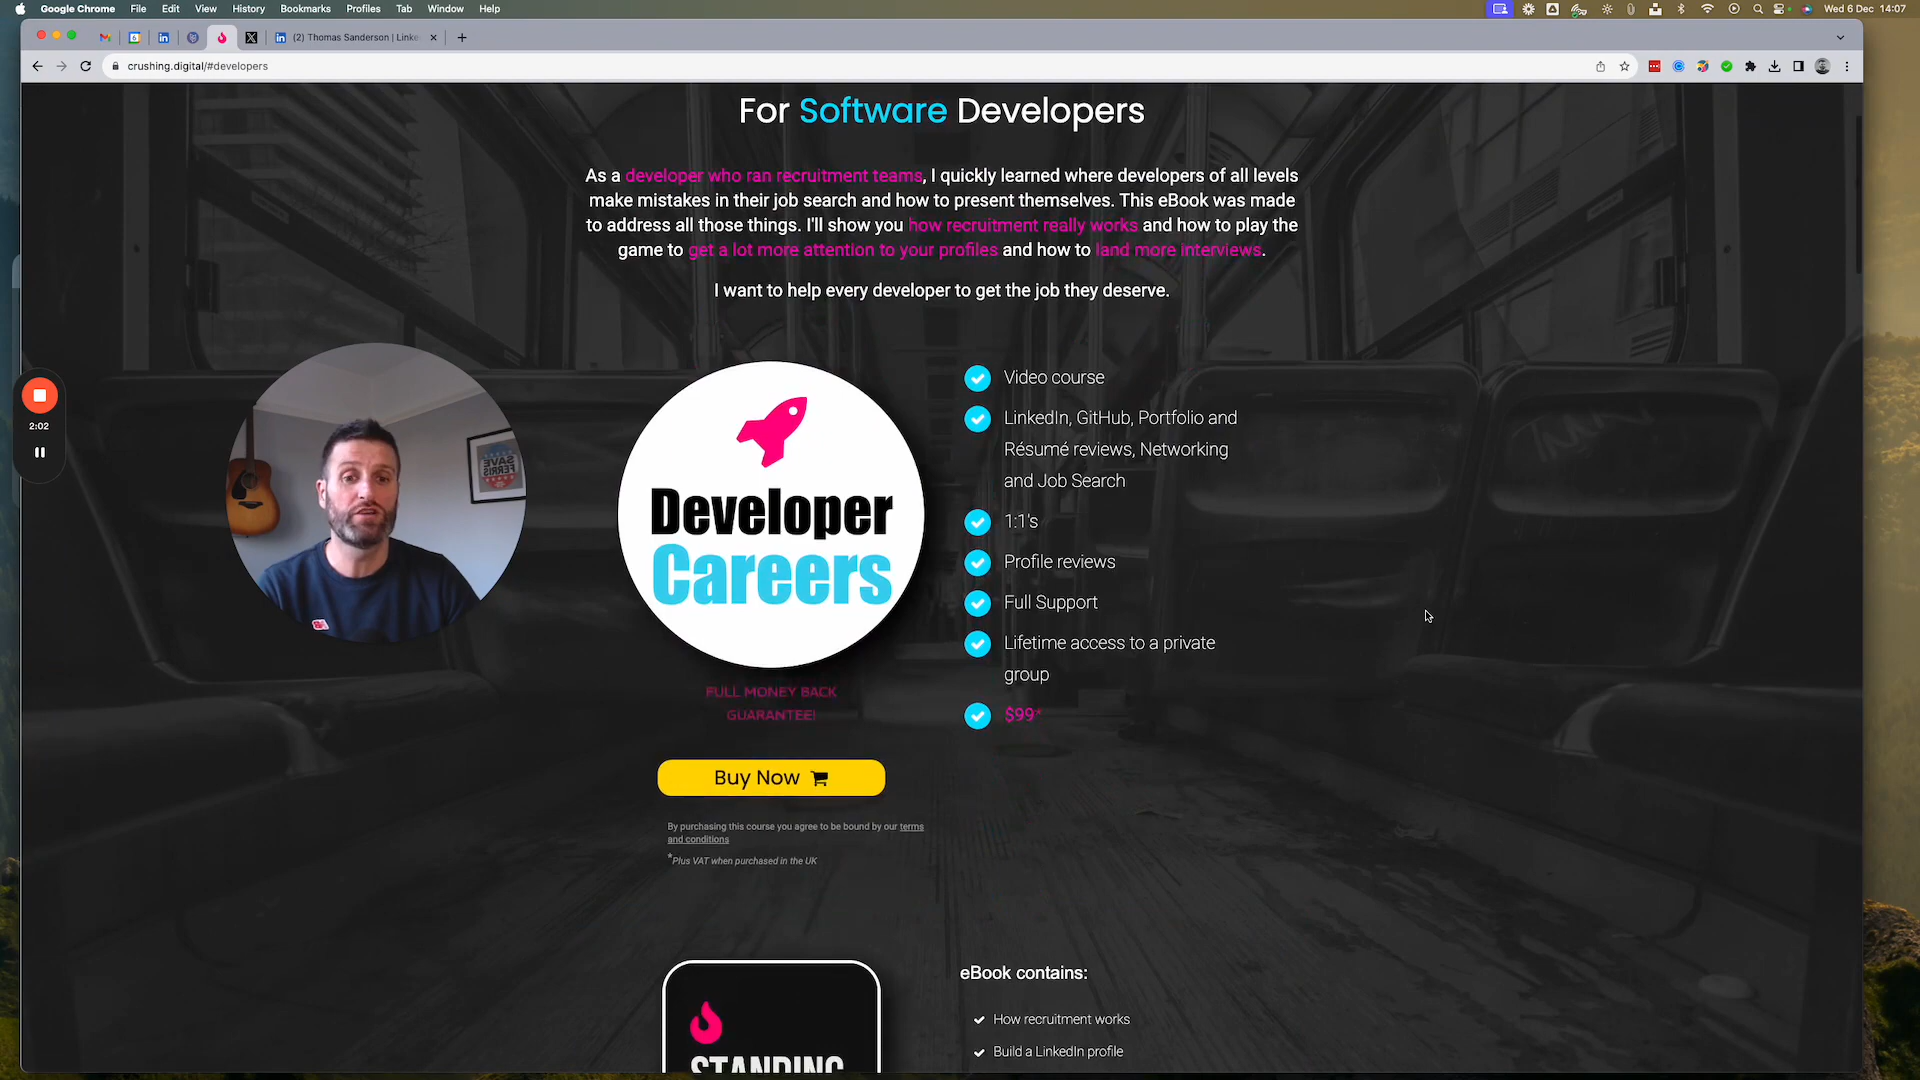 Google Chrome File Edit View History Bookmarks Profiles Tab Window Help
Wed 6 Dec 14:07
(2) Thomas Sanderson | Linke
crushing.digital/#developers
For Software Developers
As a developer who ran recruitment teams, I quickly learned where developers of all levels
make mistakes in their job search and how to present themselves. This eBook was made
to address all those things. I'll show you how recruitment really works and how to play the
game to get a lot more attention to your profiles and how to land more interviews.
I want to help every developer to get the job they deserve.
2:02
SAVE
FERRIS
Developer
Careers
FULL MONEY BACK
GUARANTEE!
Buy Now
By purchasing this course you agree to be bound by our terms
and conditions
*Plus VAT when purchased in the UK
Video course
LinkedIn, GitHub, Portfolio and
Résumé reviews, Networking
and Job Search
1:1's
Profile reviews
Full Support
Lifetime access to a private
group
$99*
STANDING
eBook contains:
How recruitment works
Build a LinkedIn profile